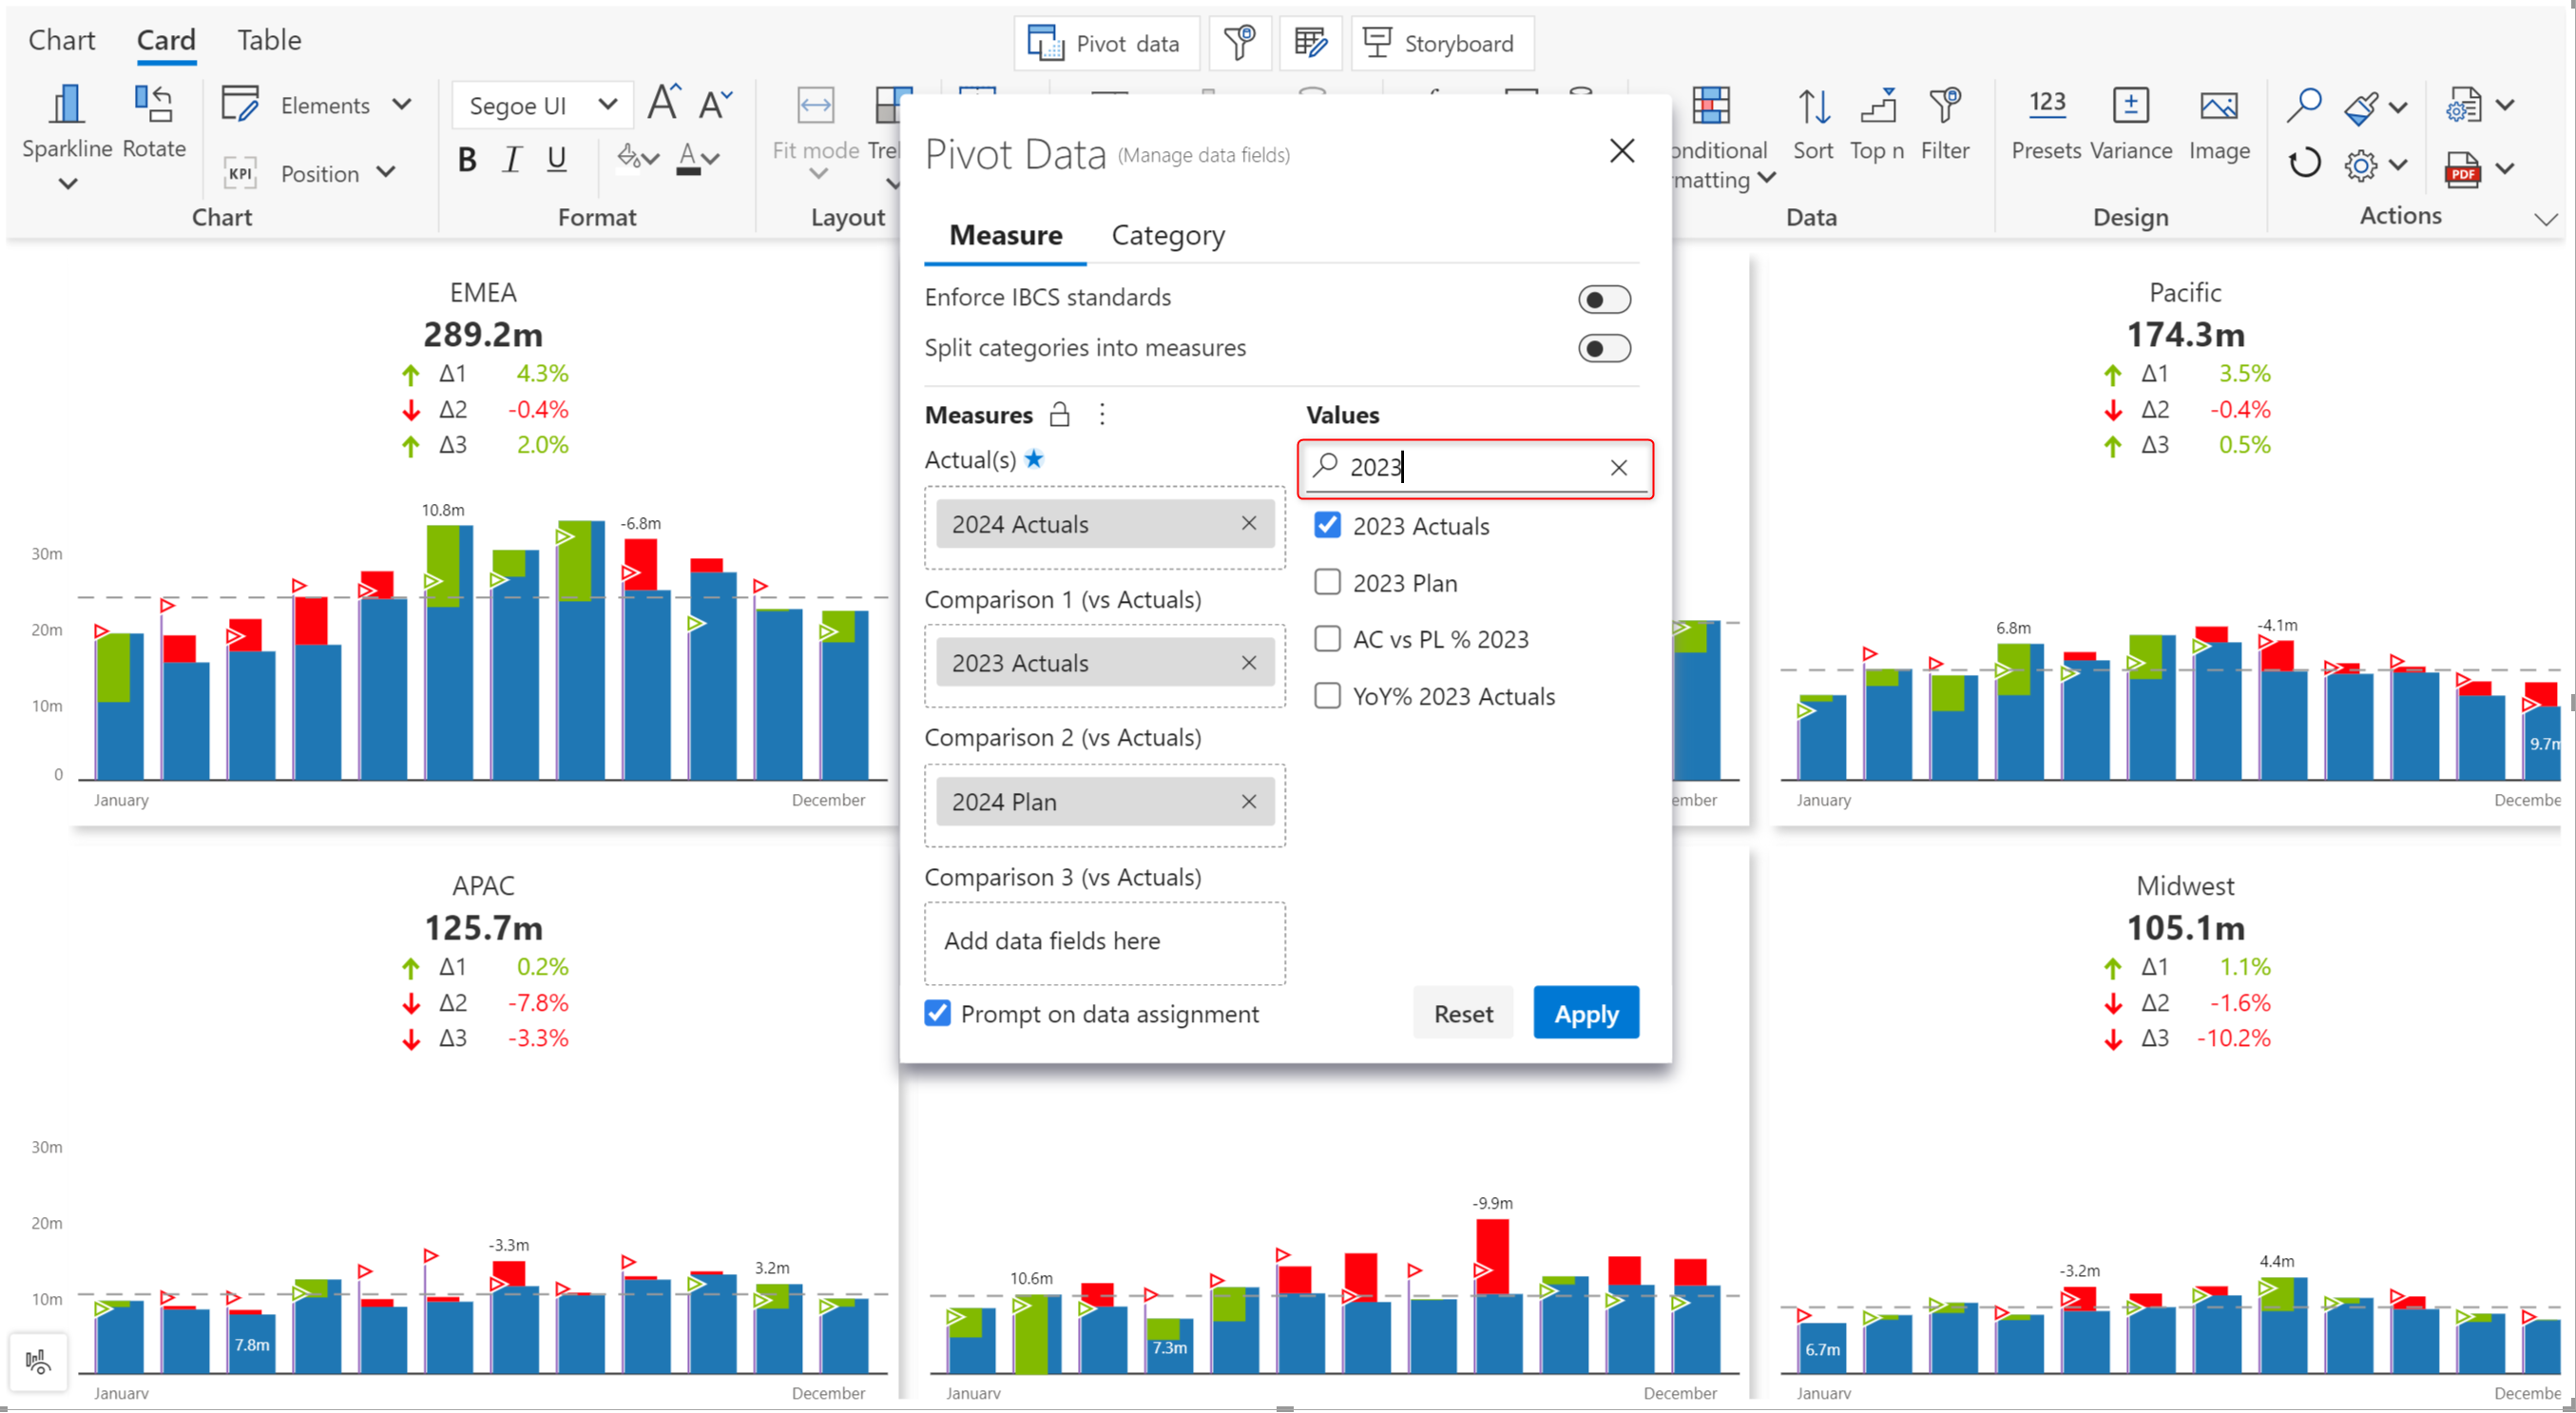 Chart Card Table
Pivot data Storyboard
Sparkline Rotate
Elements
KPI Position
Chart
Segoe UI A A
B I U A
Format
Fit mode
Layout
Sort Top n Filter
Data
123
Presets Variance Image
Design
PDF
Actions
Pivot Data (Manage data fields)
Measure Category
Enforce IBCS standards
Split categories into measures
Measures
Actual(s)
2024 Actuals
Comparison 1 (vs Actuals)
2023 Actuals
Comparison 2 (vs Actuals)
2024 Plan
Comparison 3 (vs Actuals)
Add data fields here
Prompt on data assignment
Values
2023
2023 Actuals
2023 Plan
AC vs PL % 2023
YoY% 2023 Actuals
Reset Apply
EMEA
289.2m
Δ1 4.3%
Δ2 -0.4%
Δ3 2.0%
10.8m
-6.8m
30m
20m
10m
0
January December
Pacific
174.3m
Δ1 3.5%
Δ2 -0.4%
Δ3 0.5%
6.8m
-4.1m
9.7m
January
APAC
125.7m
Δ1 0.2%
Δ2 -7.8%
Δ3 -3.3%
30m
20m
10m
-3.3m
3.2m
7.8m
January December
-9.9m
10.6m
7.3m
January December
Midwest
105.1m
Δ1 1.1%
Δ2 -1.6%
Δ3 -10.2%
-3.2m
4.4m
6.7m
January